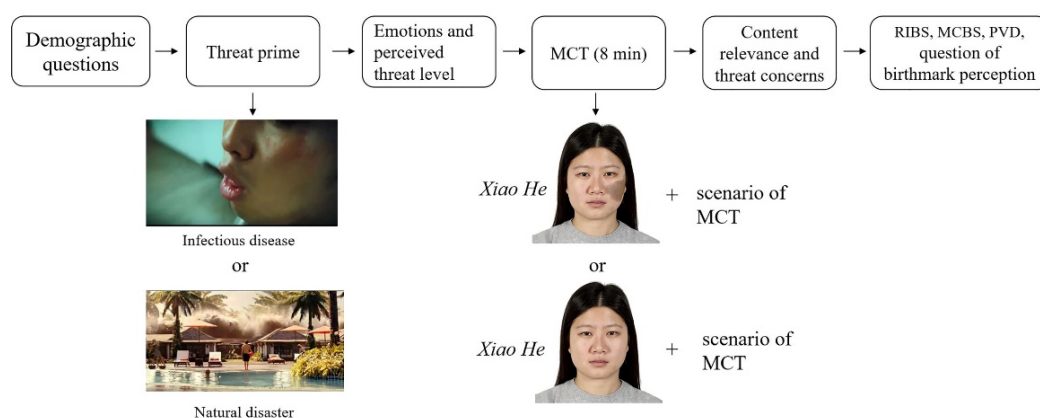 Demographic
questions
Threat prime
Emotions and
perceived
threat level
MCT (8 min)
Content
relevance and
threat concerns
RIBS, MCBS, PVD,
question of
birthmark perception
Infectious disease
or
Natural disaster
Xiao He
+
scenario of
MCT
or
Xiao He
+
scenario of
MCT